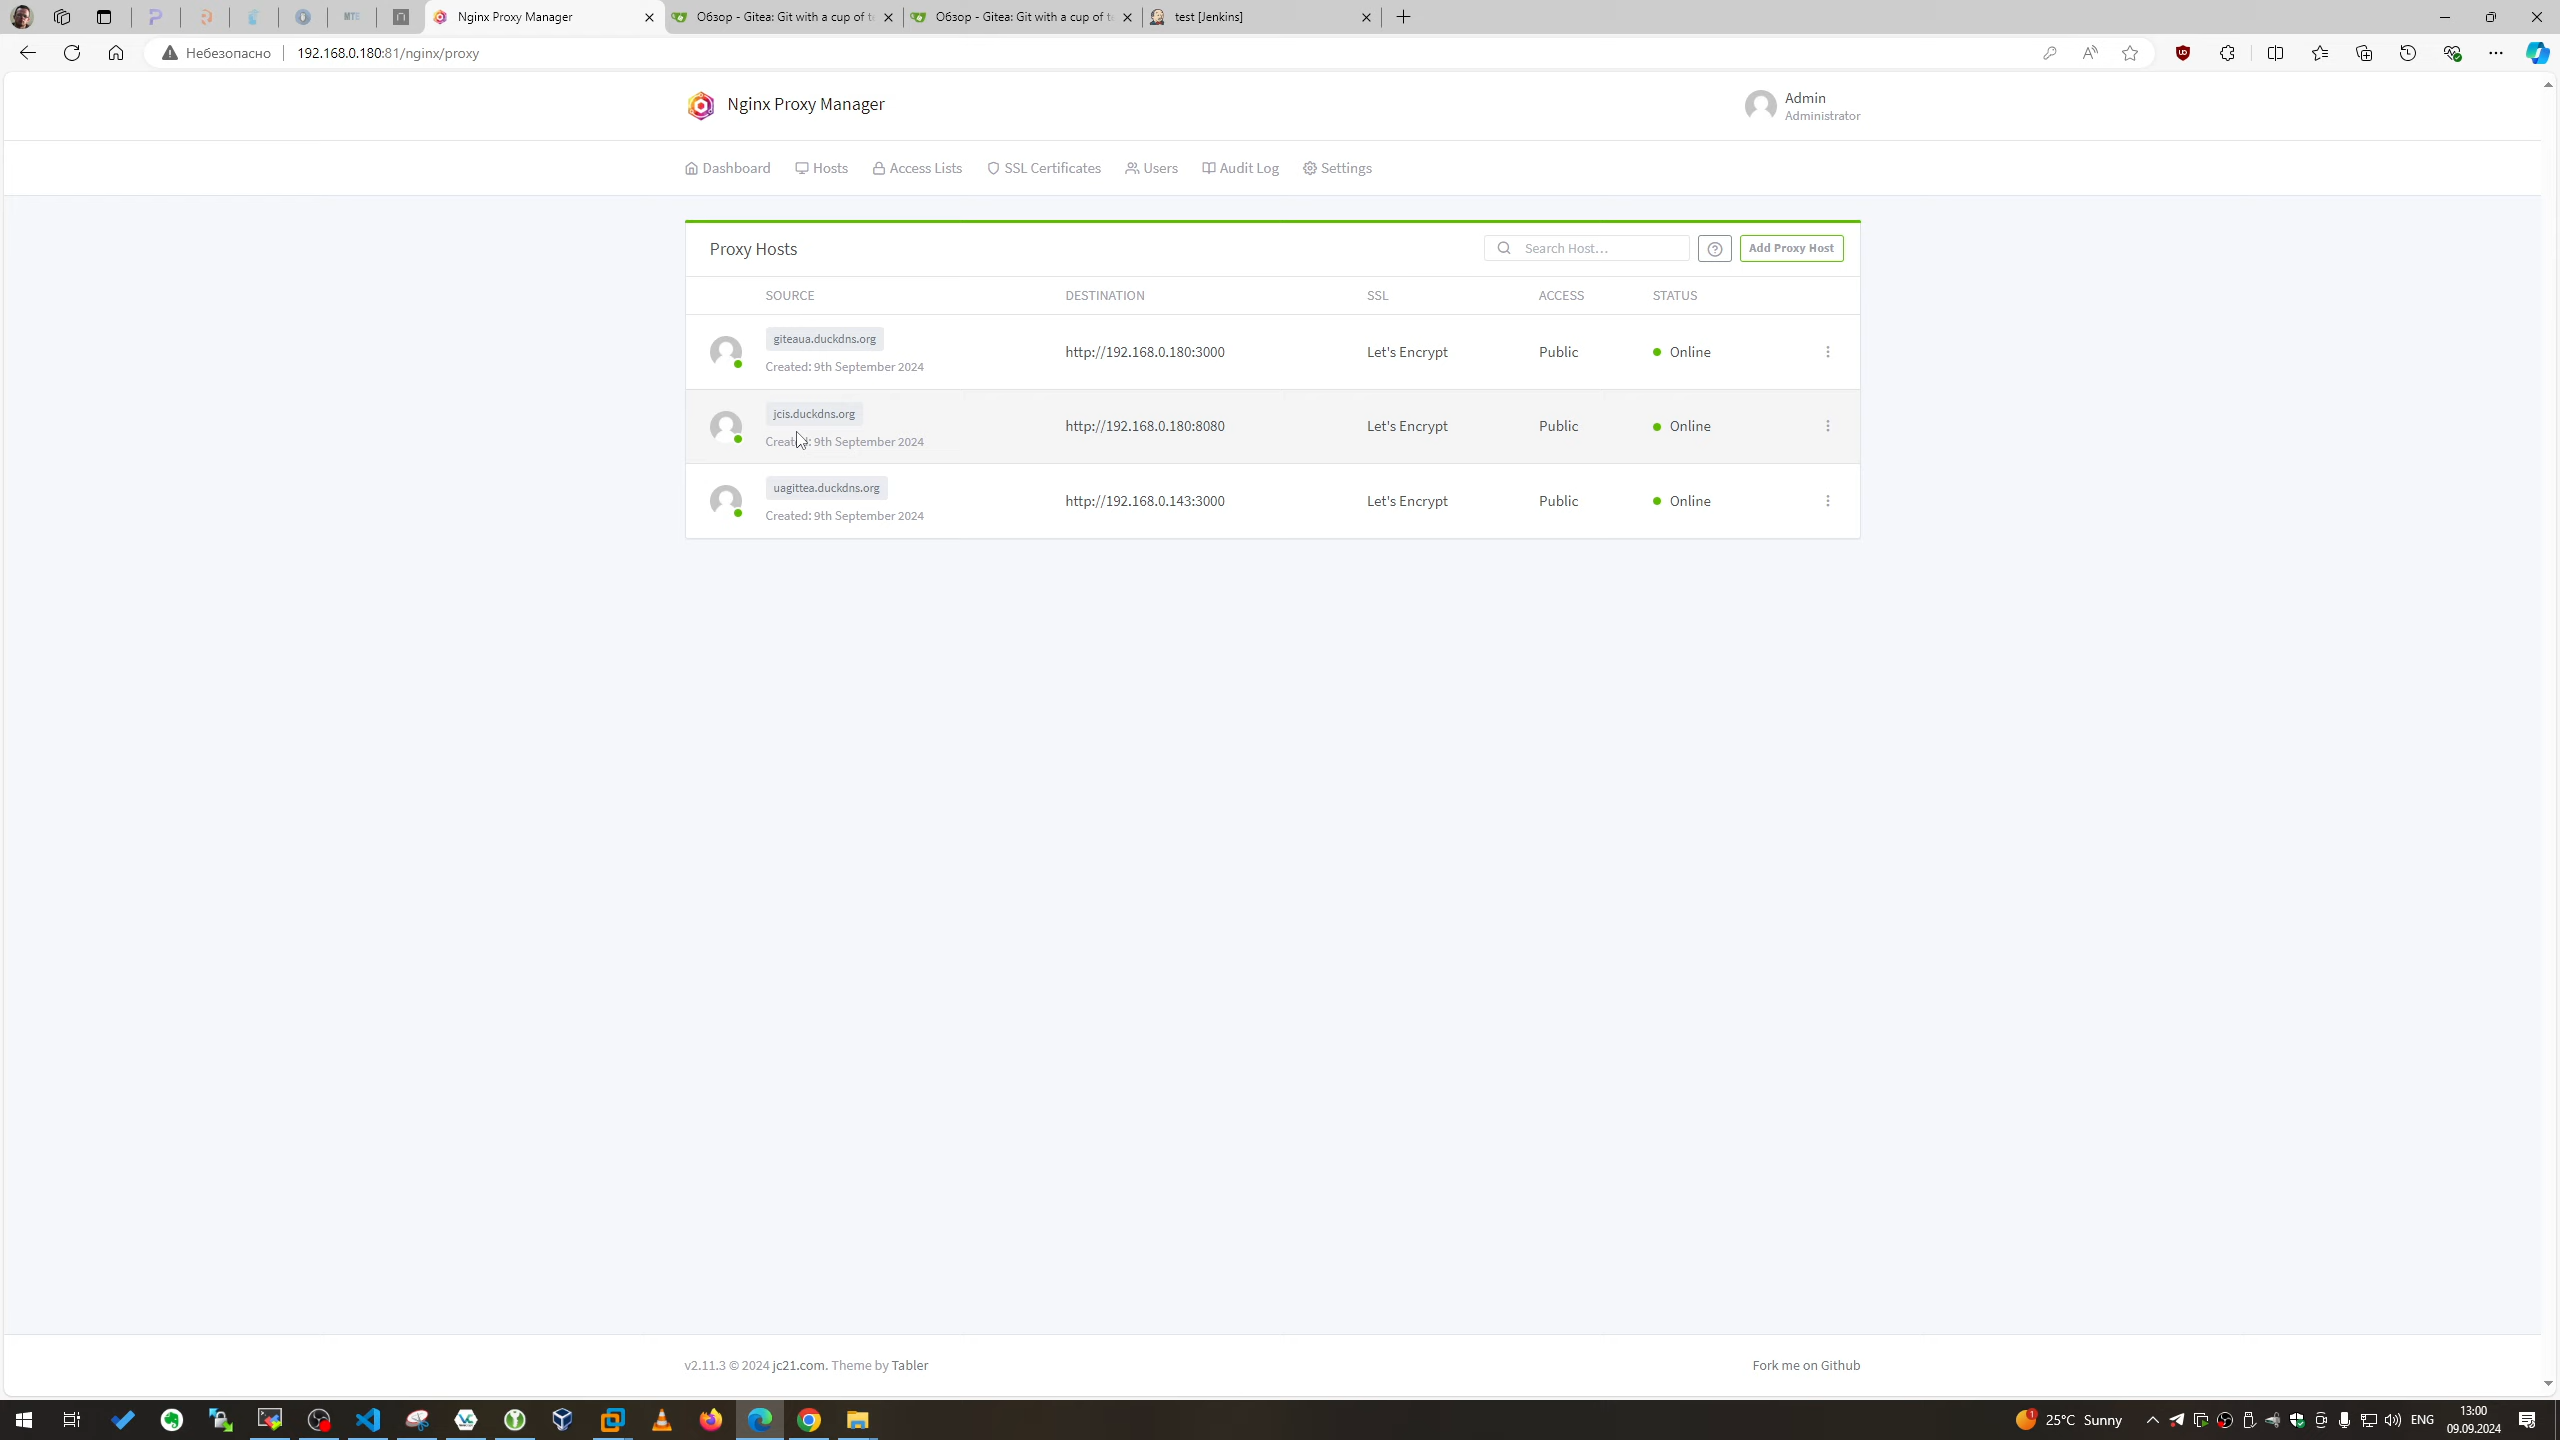 Nginx Proxy Manager
Обзор - Gitea: Git with a cup of t
Обзор - Gitea: Git with a cup of t
test [Jenkins]
Небезопасно
192.168.0.180:81/nginx/proxy
Nginx Proxy Manager
Admin
Administrator
Dashboard
Hosts
Access Lists
SSL Certificates
Users
Audit Log
Settings
Proxy Hosts
Search Host...
Add Proxy Host
SOURCE DESTINATION SSL ACCESS STATUS
giteaua.duckdns.org
Created: 9th September 2024
http://192.168.0.180:3000
Let's Encrypt
Public
Online
jcis.duckdns.org
Created: 9th September 2024
http://192.168.0.180:8080
Let's Encrypt
Public
Online
uagittea.duckdns.org
Created: 9th September 2024
http://192.168.0.143:3000
Let's Encrypt
Public
Online
v2.11.3 © 2024 jc21.com. Theme by Tabler
Fork me on Github
25°C Sunny
ENG
13:00
09.09.2024